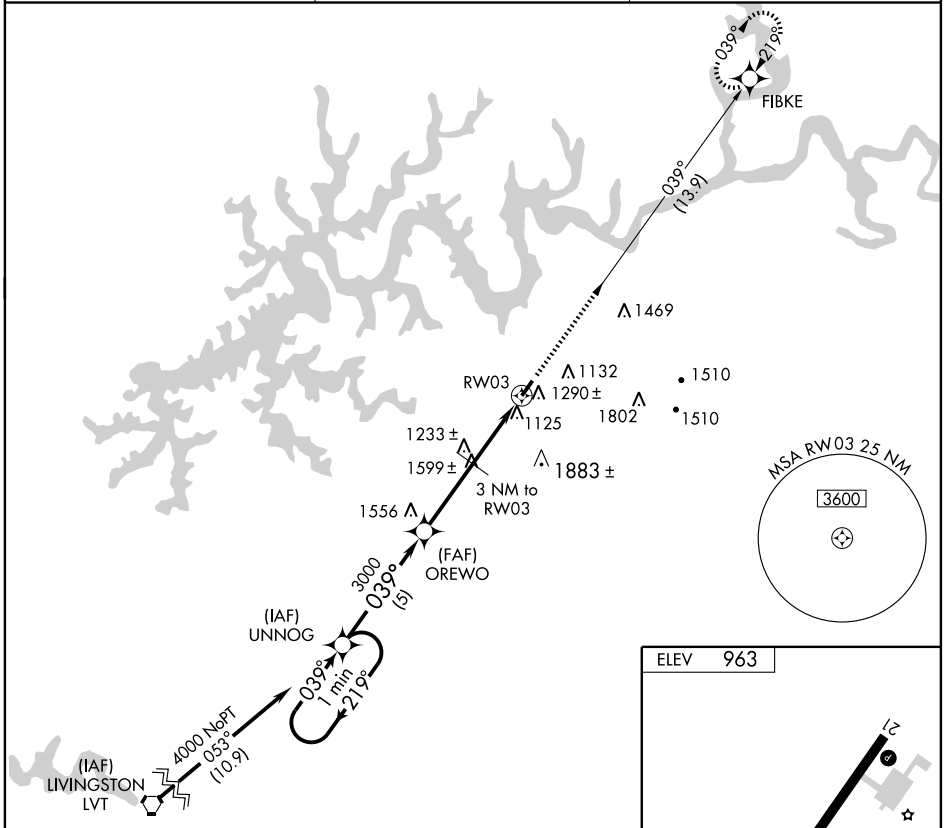 039°
219°
FIBKE
039°
(13.9)
1469
1132
1510
RW03
1290 ±
1802
1510
1125
1233 ±
1599 ±
1883 ±
3 NM to
RW03
MSA RW03 25 NM
3600
1556
(FAF)
OREWO
3000
039°
(5)
(IAF)
UNNOG
039°
1 min
219°
4000 NoPT
053°
(10.9)
(IAF)
LIVINGSTON
LVT
ELEV 963
21
P